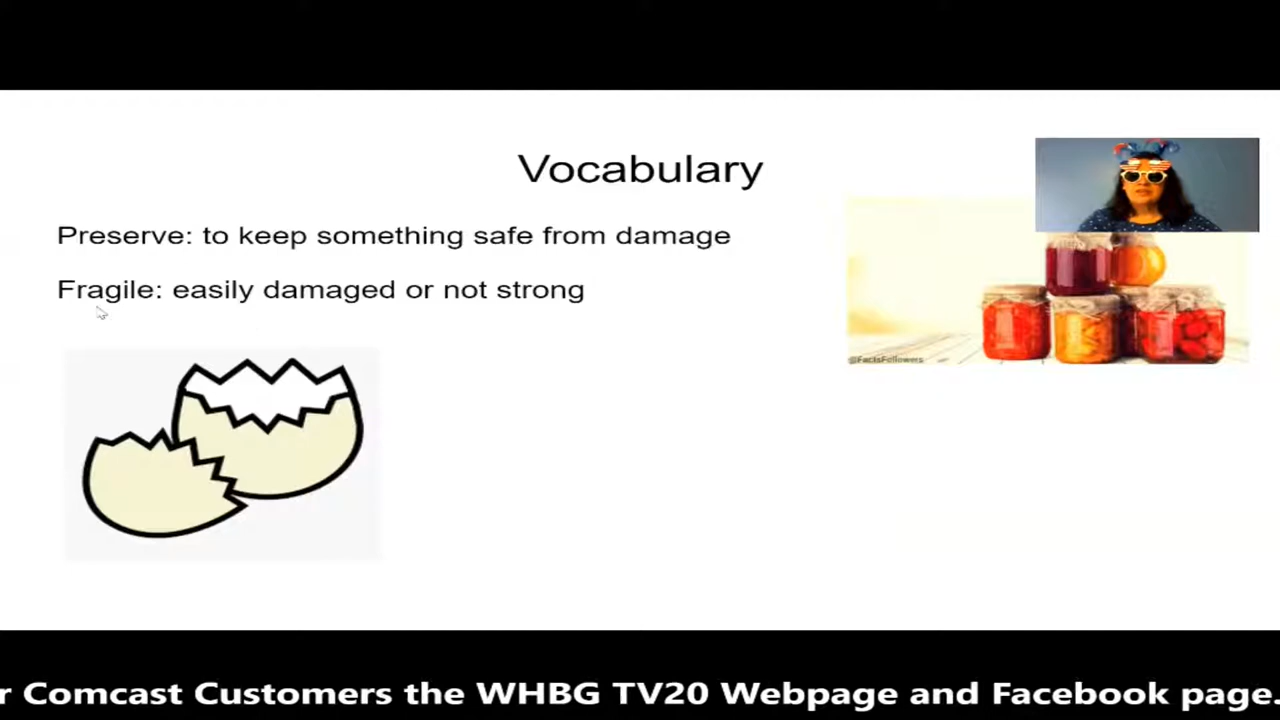 Vocabulary
Preserve: to keep something safe from damage
Fragile: easily damaged or not strong
@FactsFollowers
r Comcast Customers the WHBG TV20 Webpage and Facebook page.